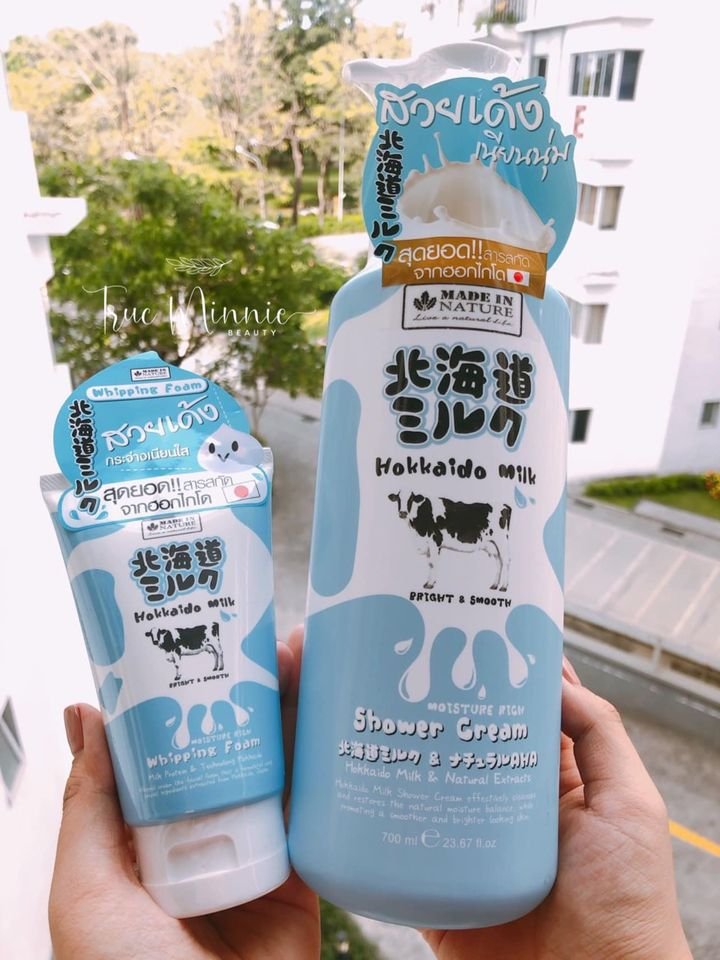 True Minnie
BEAUTY
MADE IN
NATURE
Whipping Foam
北海道ミルク
สวยเด้ง
กระจ่างเนียนใส
สุดยอด!!สารสกัด
จากฮอกไกโด
MADE IN
NATURE
北海道
ミルク
Hokkaido Milk
BRIGHT & SMOOTH
MOISTURE RICH
Whipping Foam
Milk Protein & Technology Hokkaido
สวยเด้ง
เนียนนุ่ม
北海道ミルク
สุดยอด!!สารสกัด
จากฮอกไกโด
MADE IN
NATURE
Live a natural life.
北海道
ミルク
Hokkaido Milk
BRIGHT & SMOOTH
MOISTURE RICH
Shower Cream
北海道ミルク & ナチュラルAHA
Hokkaido Milk & Natural Extracts
Hokkaido Milk Shower Cream effectively cleanses
and restores the natural moisture balance, while
promoting a smoother and brighter looking skin.
700 ml e 23.67 fl.oz
E